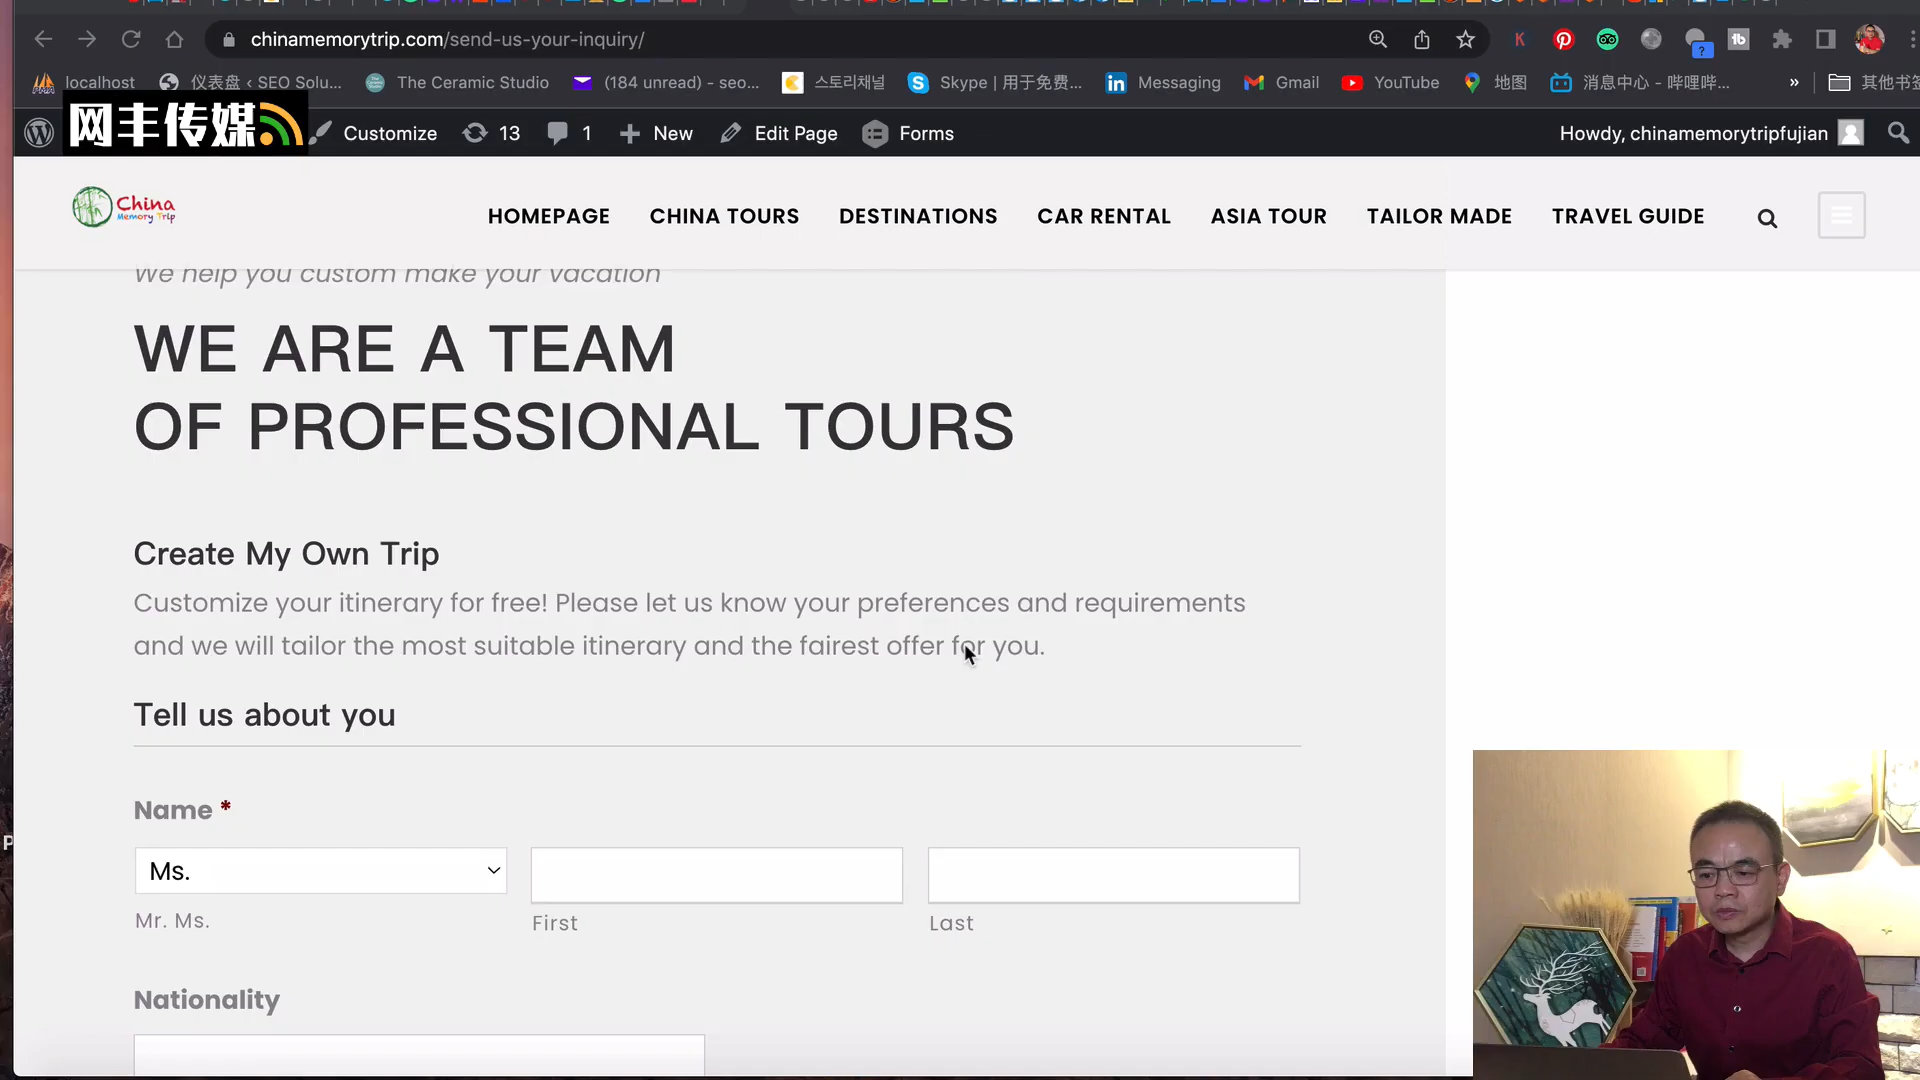 chinamemorytrip.com/send-us-your-inquiry/
localhost
仪表盘 ‹ SEO Solu...
The Ceramic Studio
(184 unread) - seo...
스토리채널
Skype | 用于免费...
Messaging
Gmail
YouTube
地图
消息中心 - 哔哩哔...
»
其他书签
网丰传媒
Customize
13
1
New
Edit Page
Forms
Howdy, chinamemorytripfujian
China
Memory Trip
HOMEPAGE
CHINA TOURS
DESTINATIONS
CAR RENTAL
ASIA TOUR
TAILOR MADE
TRAVEL GUIDE
We help you custom make your vacation
WE ARE A TEAM
OF PROFESSIONAL TOURS
Create My Own Trip
Customize your itinerary for free! Please let us know your preferences and requirements
and we will tailor the most suitable itinerary and the fairest offer for you.
Tell us about you
Name *
Ms.
Mr. Ms.
First
Last
Nationality